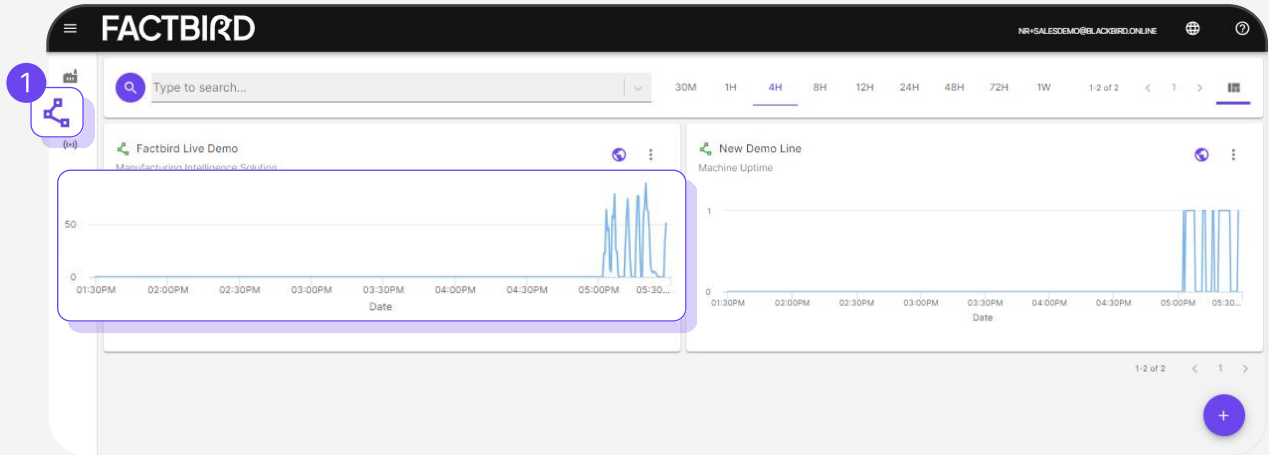 FACTBIRD
NR+SALESDEMO@BLACKBIRD.ONLINE
1
Type to search...
30M 1H 4H 8H 12H 24H 48H 72H 1W 1-2 of 2 < 1 >
Factbird Live Demo
Manufacturing Intelligence Solution
50
0
01:30PM 02:00PM 02:30PM 03:00PM 03:30PM 04:00PM 04:30PM 05:00PM 05:30...
Date
New Demo Line
Machine Uptime
1
0
01:30PM 02:00PM 02:30PM 03:00PM 03:30PM 04:00PM 04:30PM 05:00PM 05:30...
Date
1-2 of 2 < 1 >
+